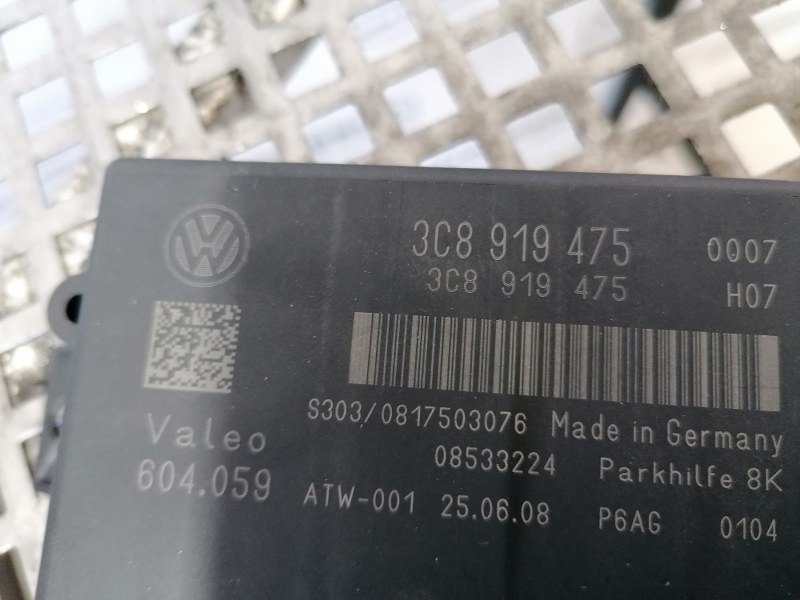 3C8 919 475 0007
3C8 919 475 H07
S303/0817503076 Made in Germany
Valeo 08533224 Parkhilfe 8K
604.059 ATW-001 25.06.08 P6AG 0104